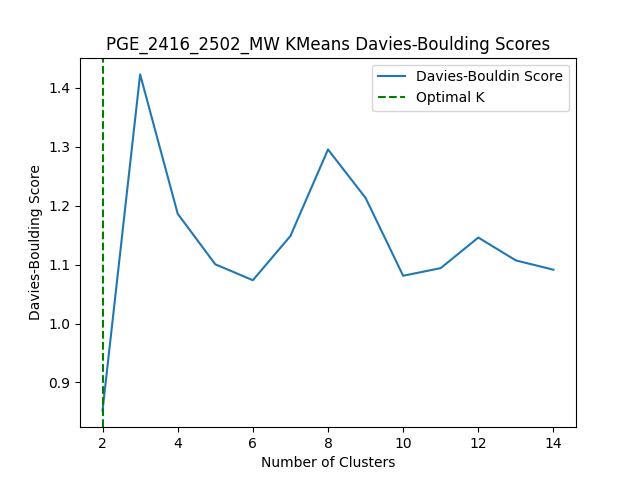 PGE_2416_2502_MW KMeans Davies-Boulding Scores
Davies-Bouldin Score
Optimal K
Davies-Boulding Score
1.4
1.3
1.2
1.1
1.0
0.9
2 4 6 8 10 12 14
Number of Clusters